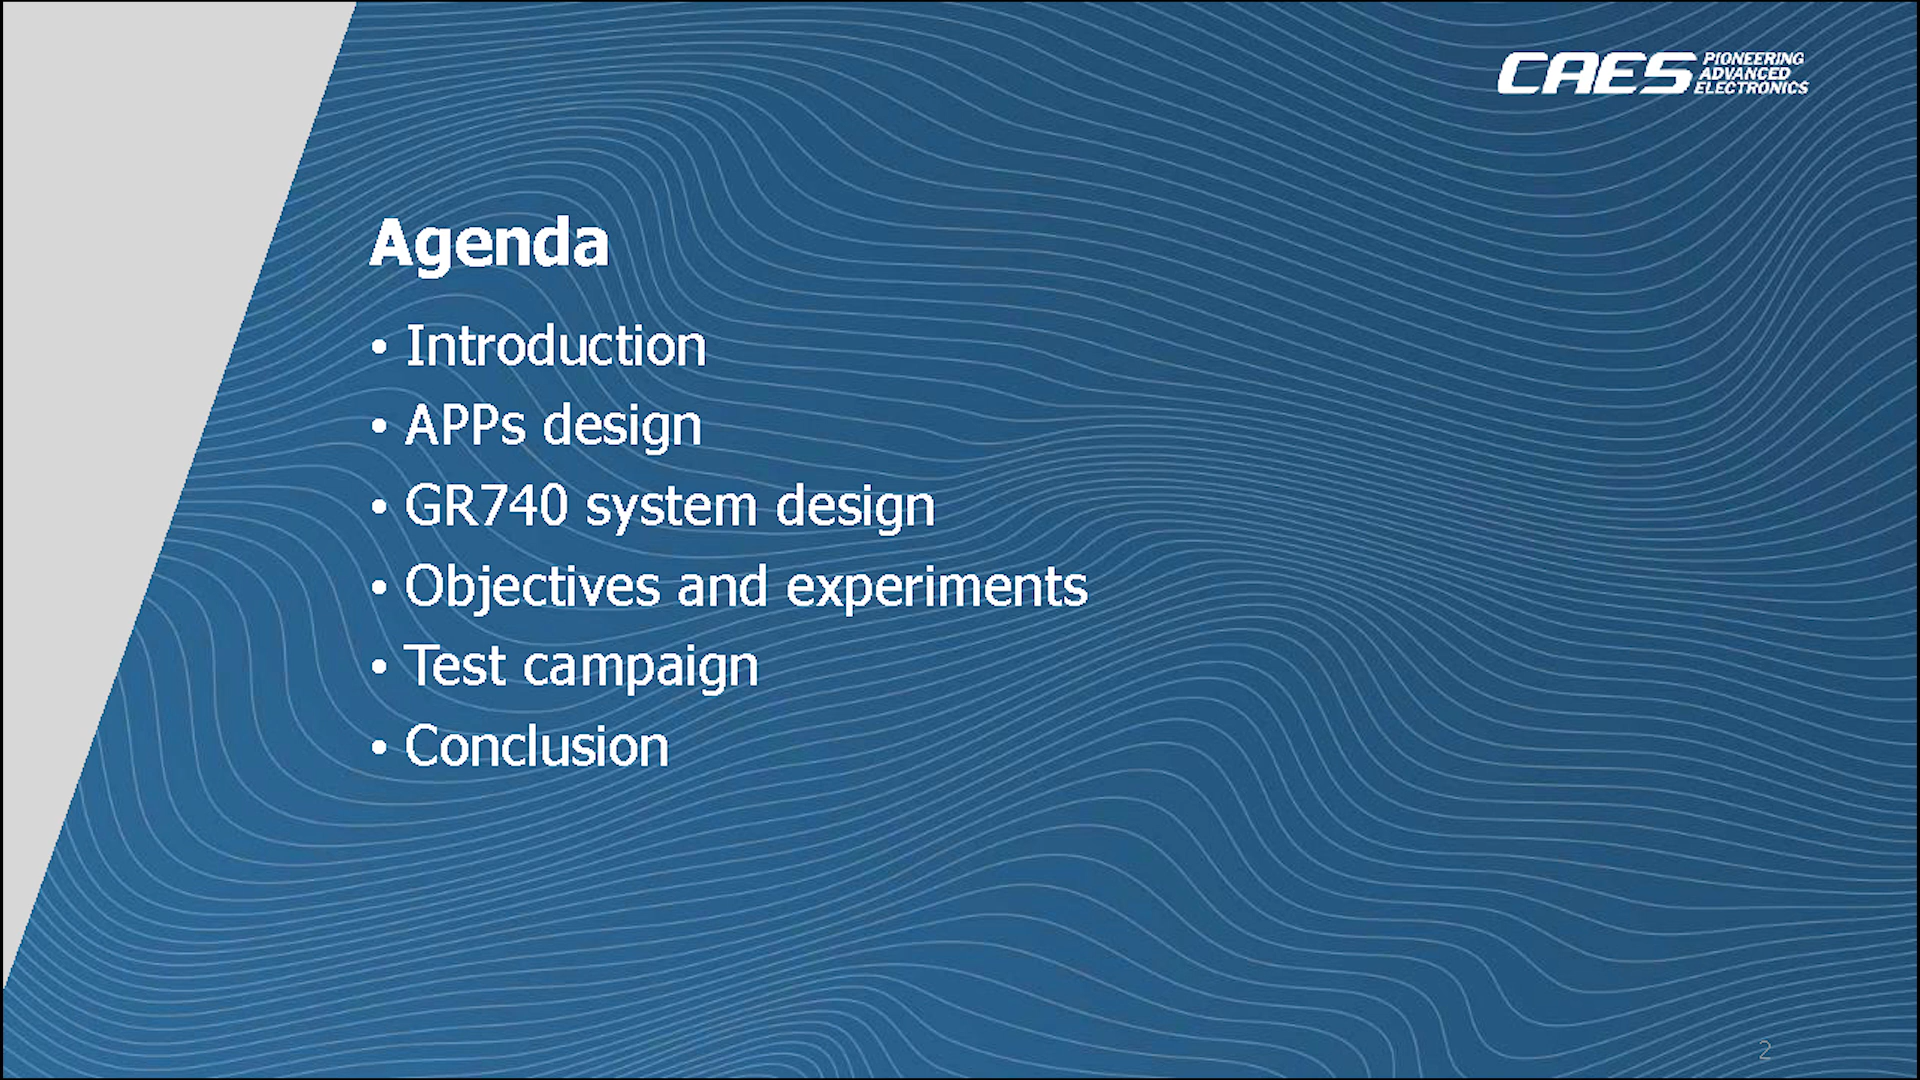 CAES PIONEERING
ADVANCED
ELECTRONICS
Agenda
• Introduction
• APPs design
• GR740 system design
• Objectives and experiments
• Test campaign
• Conclusion
2